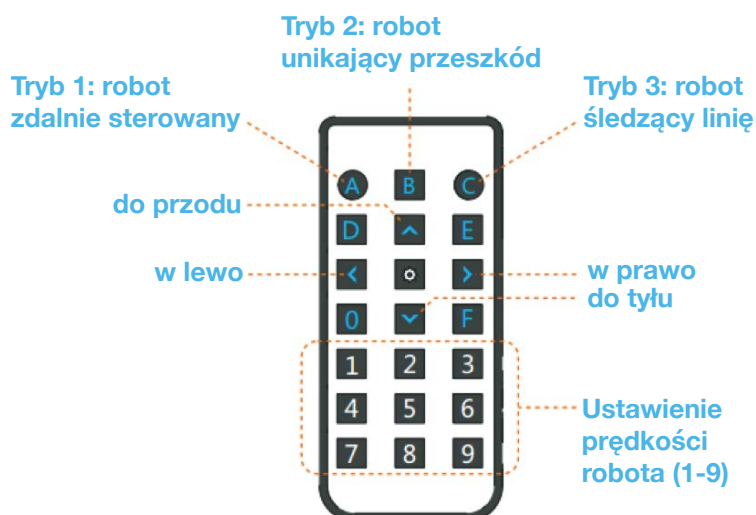 Tryb 2: robot
unikający przeszkód
Tryb 1: robot
zdalnie sterowany
Tryb 3: robot
śledzący linię
A B C
do przodu
D E
w lewo
w prawo
do tyłu
0 F
1 2 3
4 5 6
7 8 9
Ustawienie
prędkości
robota (1-9)